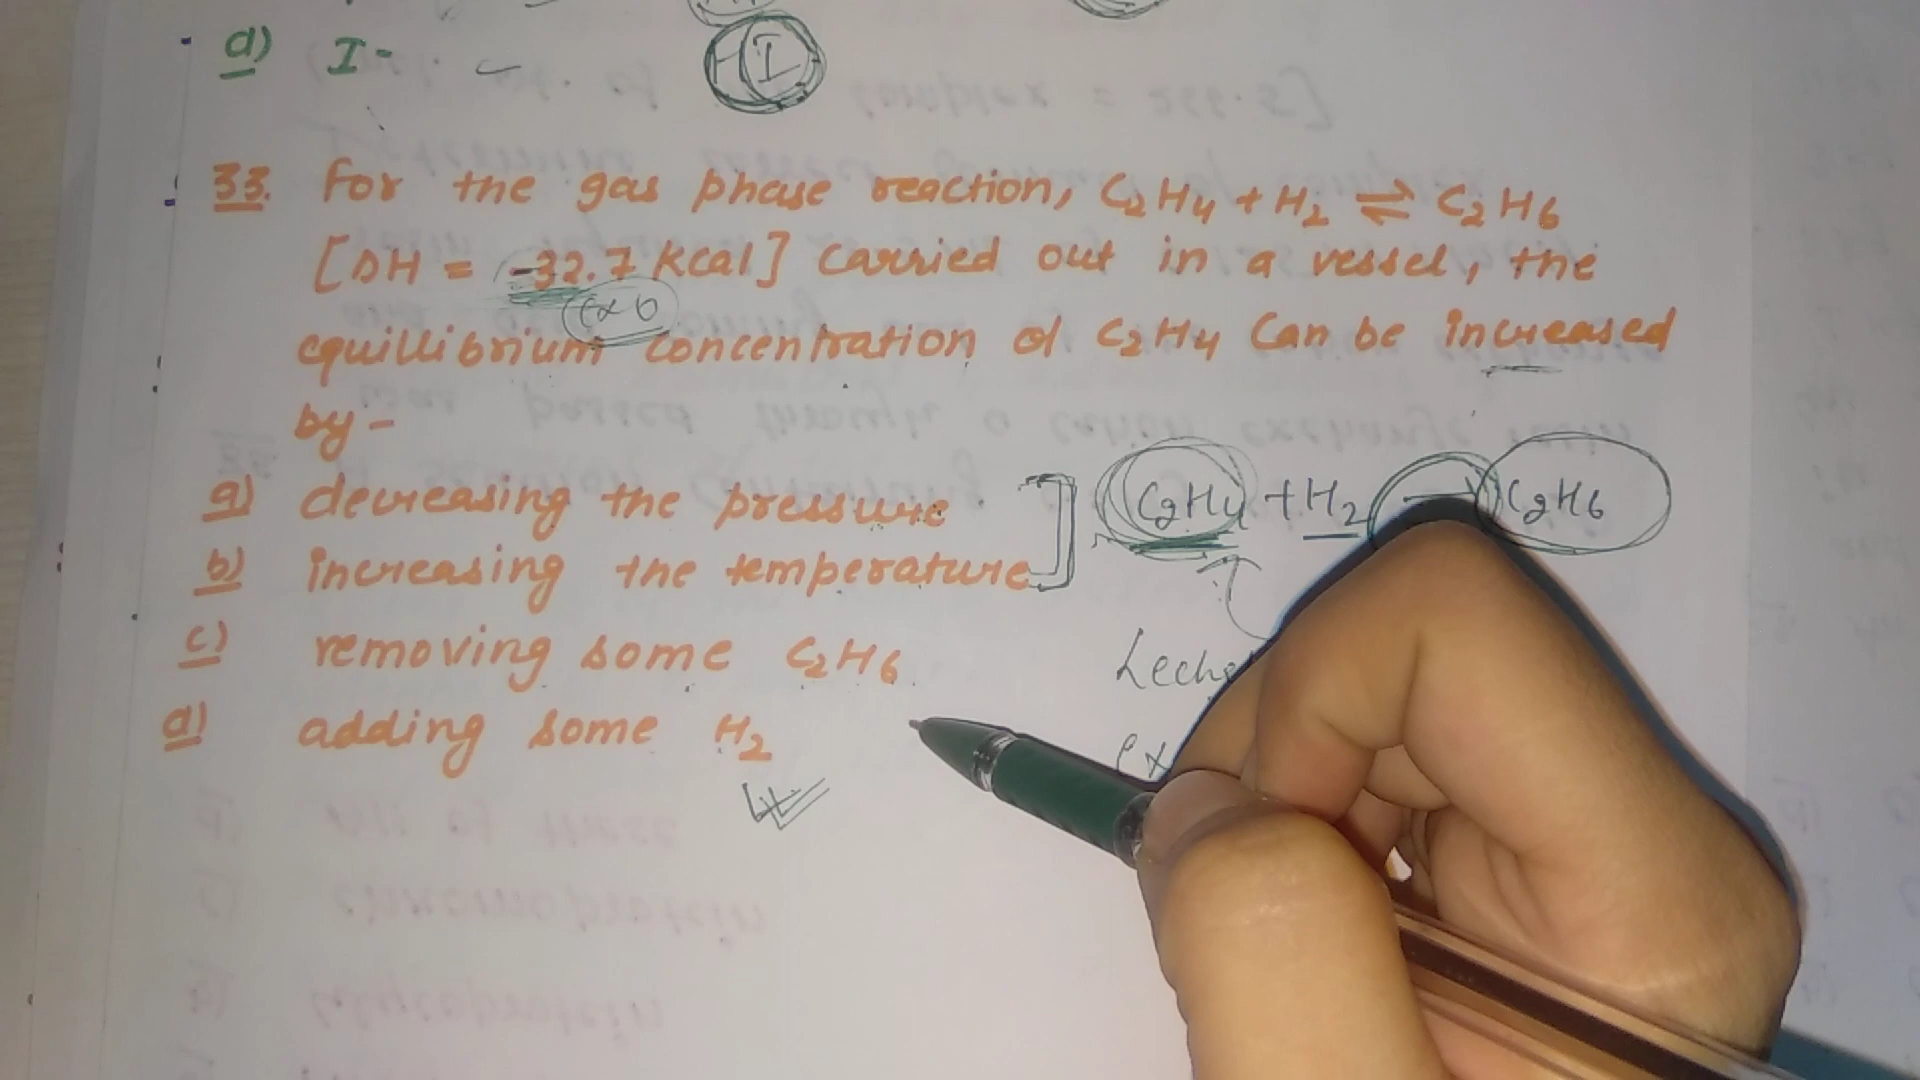 d) I-
I
33. For the gas phase reaction, C2H4 + H2 ⇌ C2H6
[DH = -32.7 Kcal] carried out in a vessel, the
exo
equillibrium concentration of C2H4 can be increased
by-
a) decreasing the pressure
b) increasing the temperature
C2H4 + H2 → C2H6
c) removing some C2H6
d) adding some H2